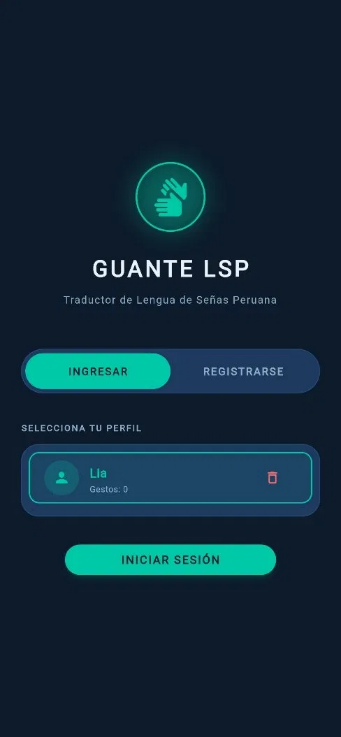 GUANTE LSP
Traductor de Lengua de Señas Peruana
INGRESAR
REGISTRARSE
SELECCIONA TU PERFIL
Lia
Gestos: 0
INICIAR SESIÓN